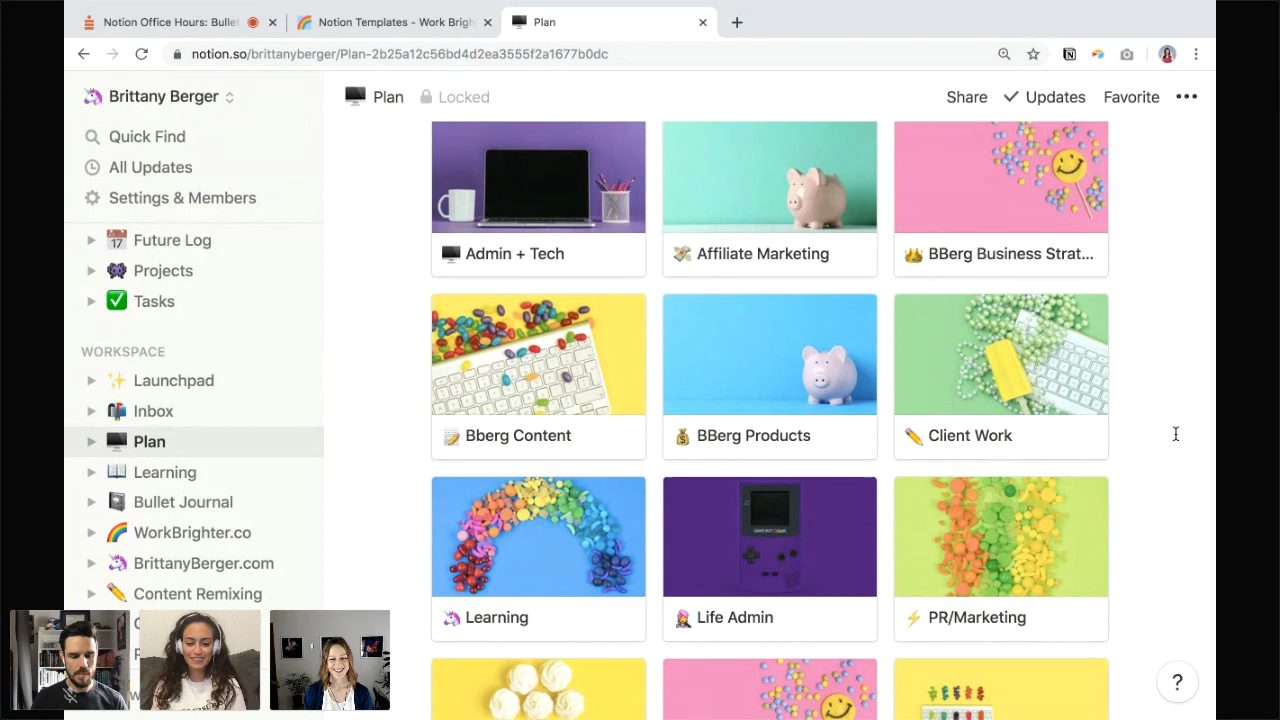 Notion Office Hours: Bullet
Notion Templates - Work Brigh
Plan
notion.so/brittanyberger/Plan-2b25a12c56bd4d2ea3555f2a1677b0dc
Brittany Berger
Quick Find
All Updates
Settings & Members
Future Log
Projects
Tasks
WORKSPACE
Launchpad
Inbox
Plan
Learning
Bullet Journal
WorkBrighter.co
BrittanyBerger.com
Content Remixing
Plan
Locked
Share
Updates
Favorite
Admin + Tech
Affiliate Marketing
BBerg Business Strat...
Bberg Content
BBerg Products
Client Work
Learning
Life Admin
PR/Marketing
?